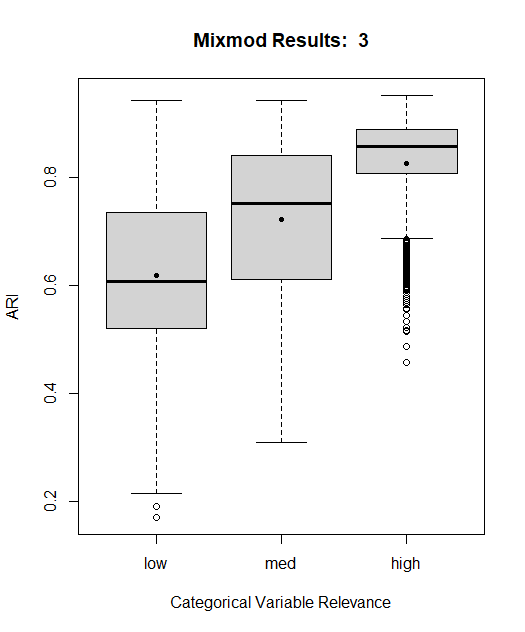 Mixmod Results:  3
ARI
0.8
0.6
0.4
0.2
low med high
Categorical Variable Relevance